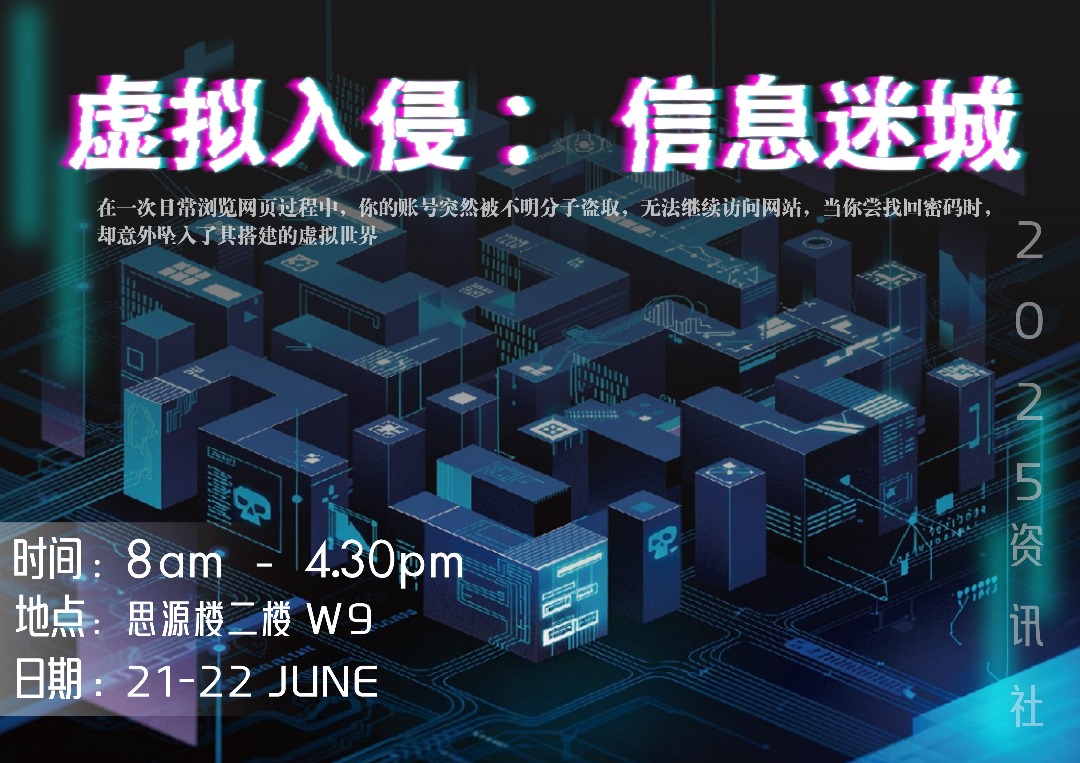 虚拟入侵：信息迷城
在一次日常浏览网页过程中，你的账号突然被不明分子盗取，无法继续访问网站，当你尝找回密码时，
却意外坠入了其搭建的虚拟世界
2025资讯社
时间：8am - 4.30pm
地点：思源楼二楼 W9
日期：21-22 JUNE